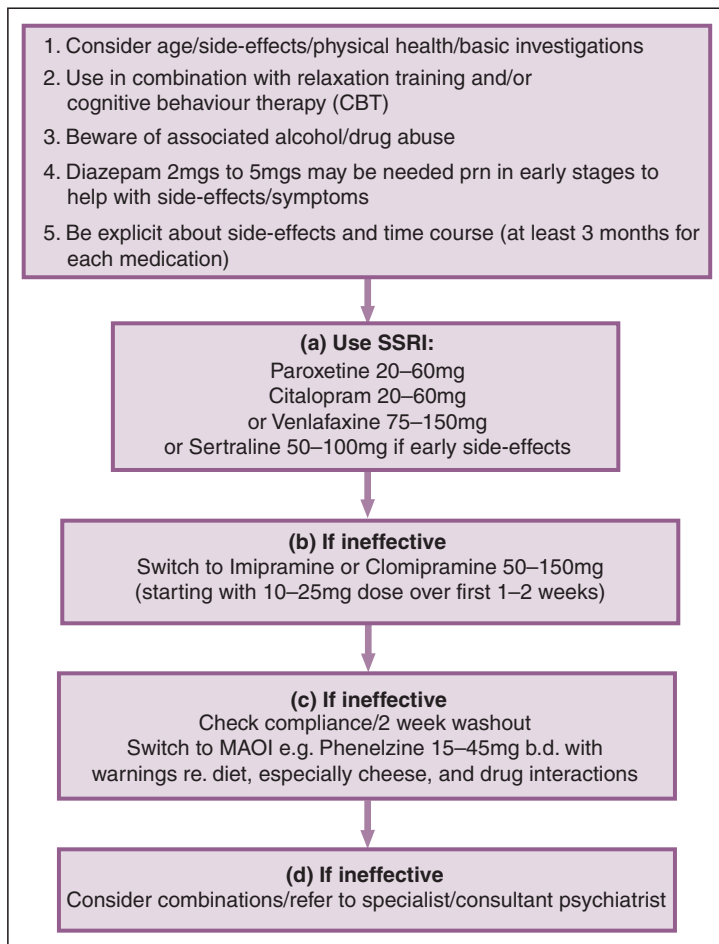 1. Consider age/side-effects/physical health/basic investigations
2. Use in combination with relaxation training and/or
cognitive behaviour therapy (CBT)
3. Beware of associated alcohol/drug abuse
4. Diazepam 2mgs to 5mgs may be needed prn in early stages to
help with side-effects/symptoms
5. Be explicit about side-effects and time course (at least 3 months for
each medication)
(a) Use SSRI:
Paroxetine 20–60mg
Citalopram 20–60mg
or Venlafaxine 75–150mg
or Sertraline 50–100mg if early side-effects
(b) If ineffective
Switch to Imipramine or Clomipramine 50–150mg
(starting with 10–25mg dose over first 1–2 weeks)
(c) If ineffective
Check compliance/2 week washout
Switch to MAOI e.g. Phenelzine 15–45mg b.d. with
warnings re. diet, especially cheese, and drug interactions
(d) If ineffective
Consider combinations/refer to specialist/consultant psychiatrist